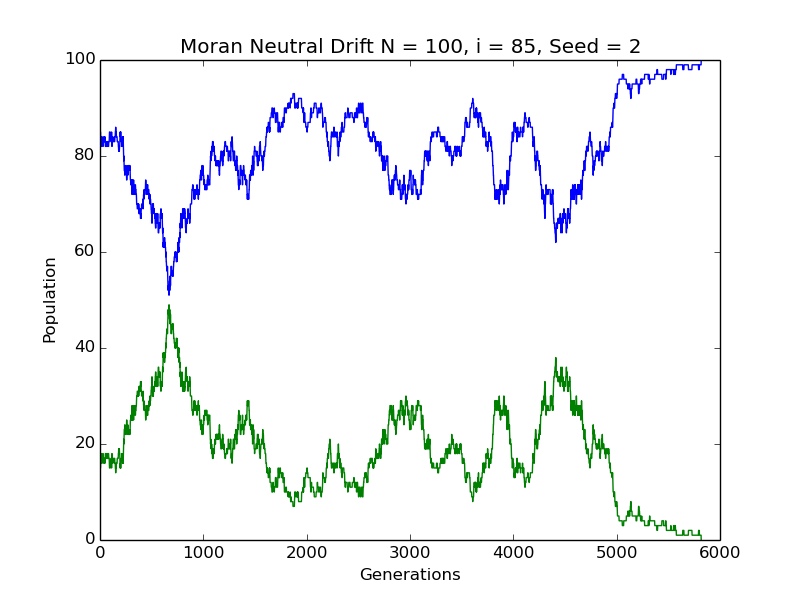 Moran Neutral Drift N = 100, i = 85, Seed = 2
100
80
60
40
20
0
Population
0 1000 2000 3000 4000 5000 6000
Generations